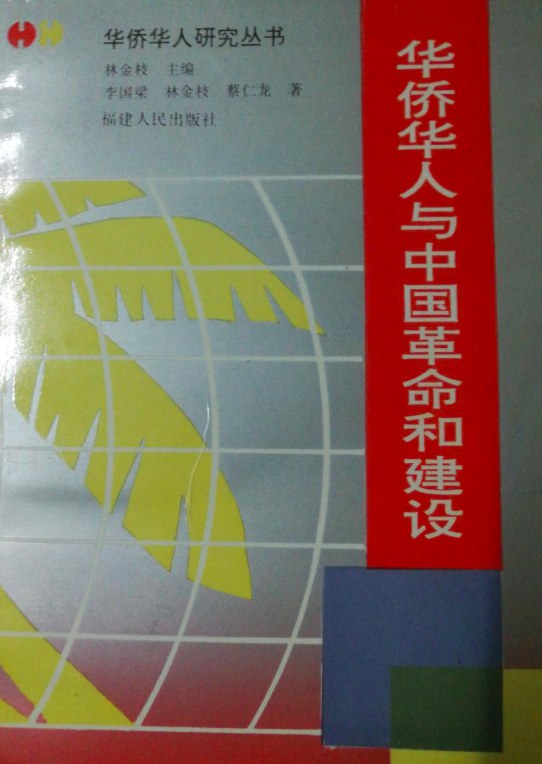 华侨华人研究丛书
林金枝 主编
李国梁 林金枝 蔡仁龙 著
福建人民出版社
华侨华人与中国革命和建设